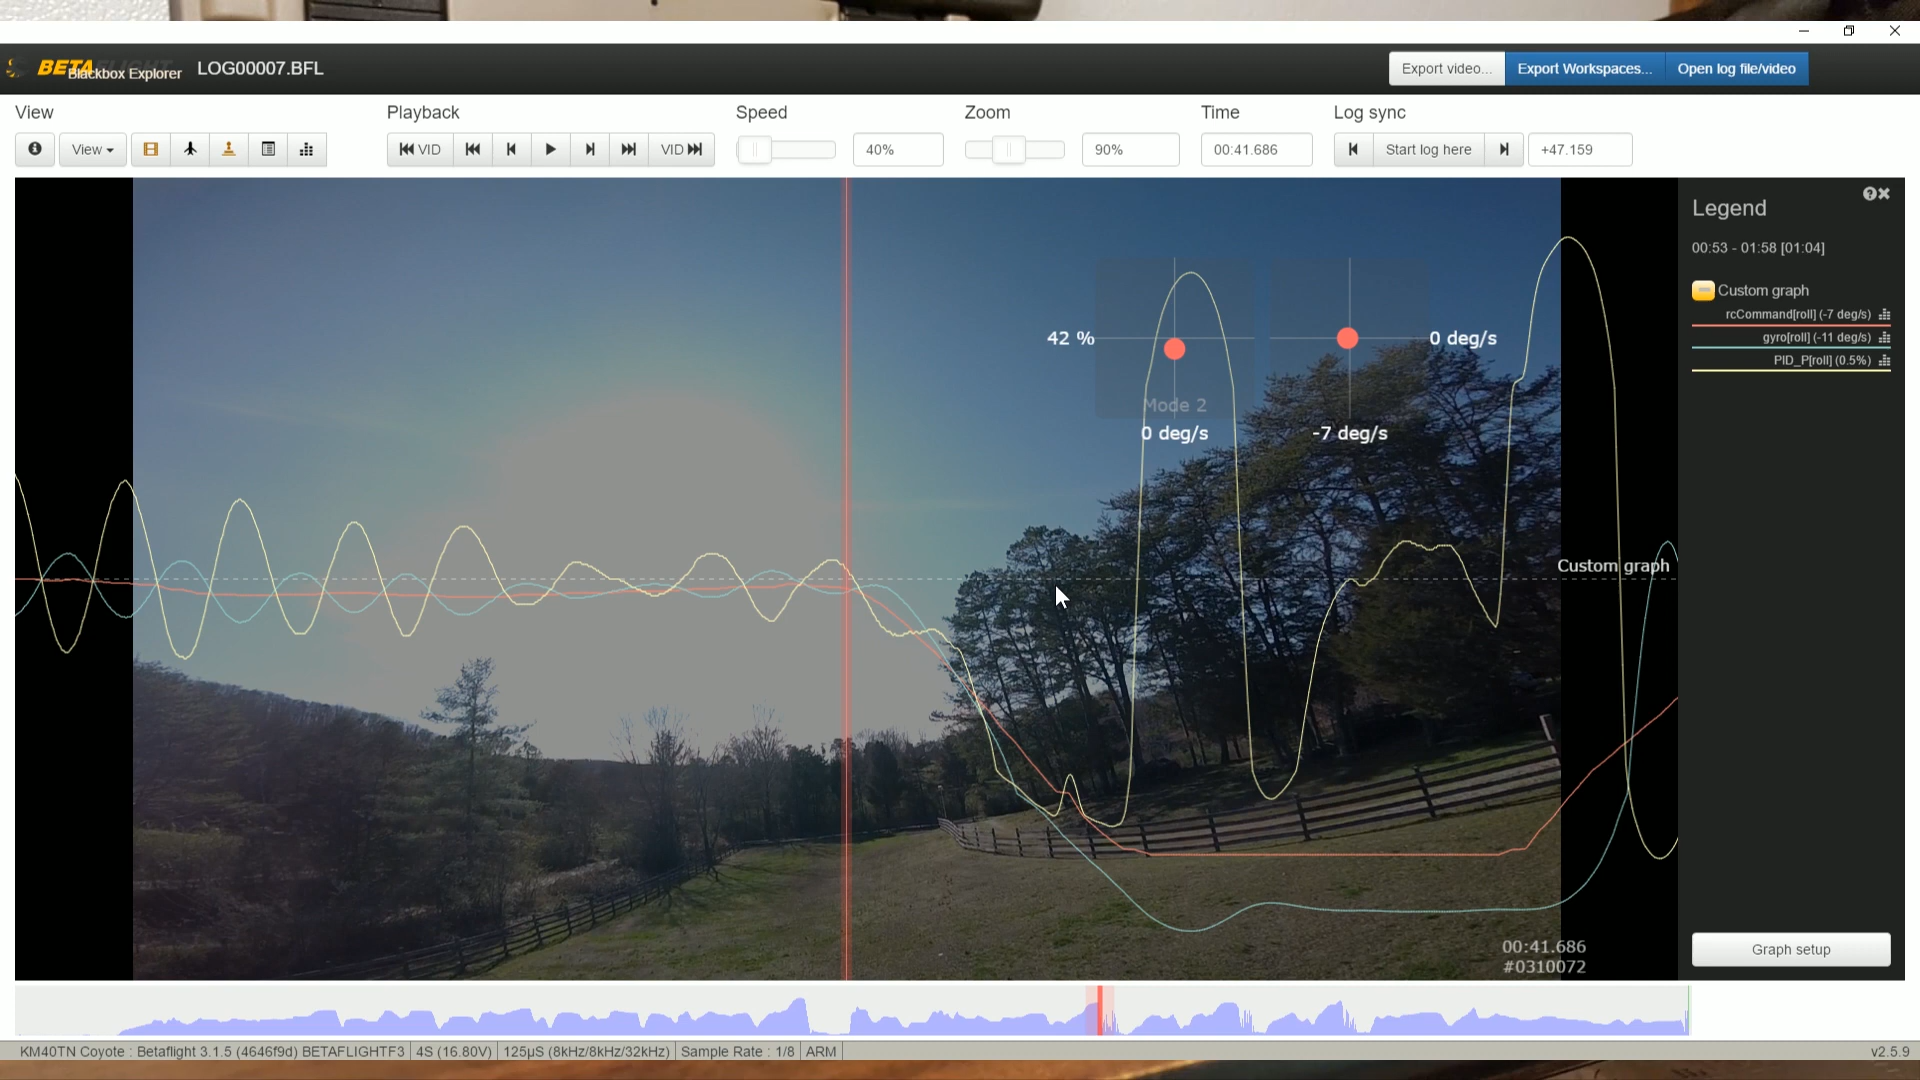 BETAFLIGHT
Blackbox Explorer
LOG00007.BFL
Export video...
Export Workspaces...
Open log file/video
View
Playback
Speed
Zoom
Time
Log sync
View
VID
VID
40%
90%
00:41.686
Start log here
+47.159
Legend
00:53 - 01:58 [01:04]
Custom graph
rcCommand[roll] (-7 deg/s)
gyro[roll] (-11 deg/s)
PID_P[roll] (0.5%)
42 %
0 deg/s
Mode 2
0 deg/s
-7 deg/s
Custom graph
00:41.686
#0310072
Graph setup
KM40TN Coyote : Betaflight 3.1.5 (4646f9d) BETAFLIGHTF3
4S (16.80V)
125µS (8kHz/8kHz/32kHz)
Sample Rate : 1/8
ARM
v2.5.9